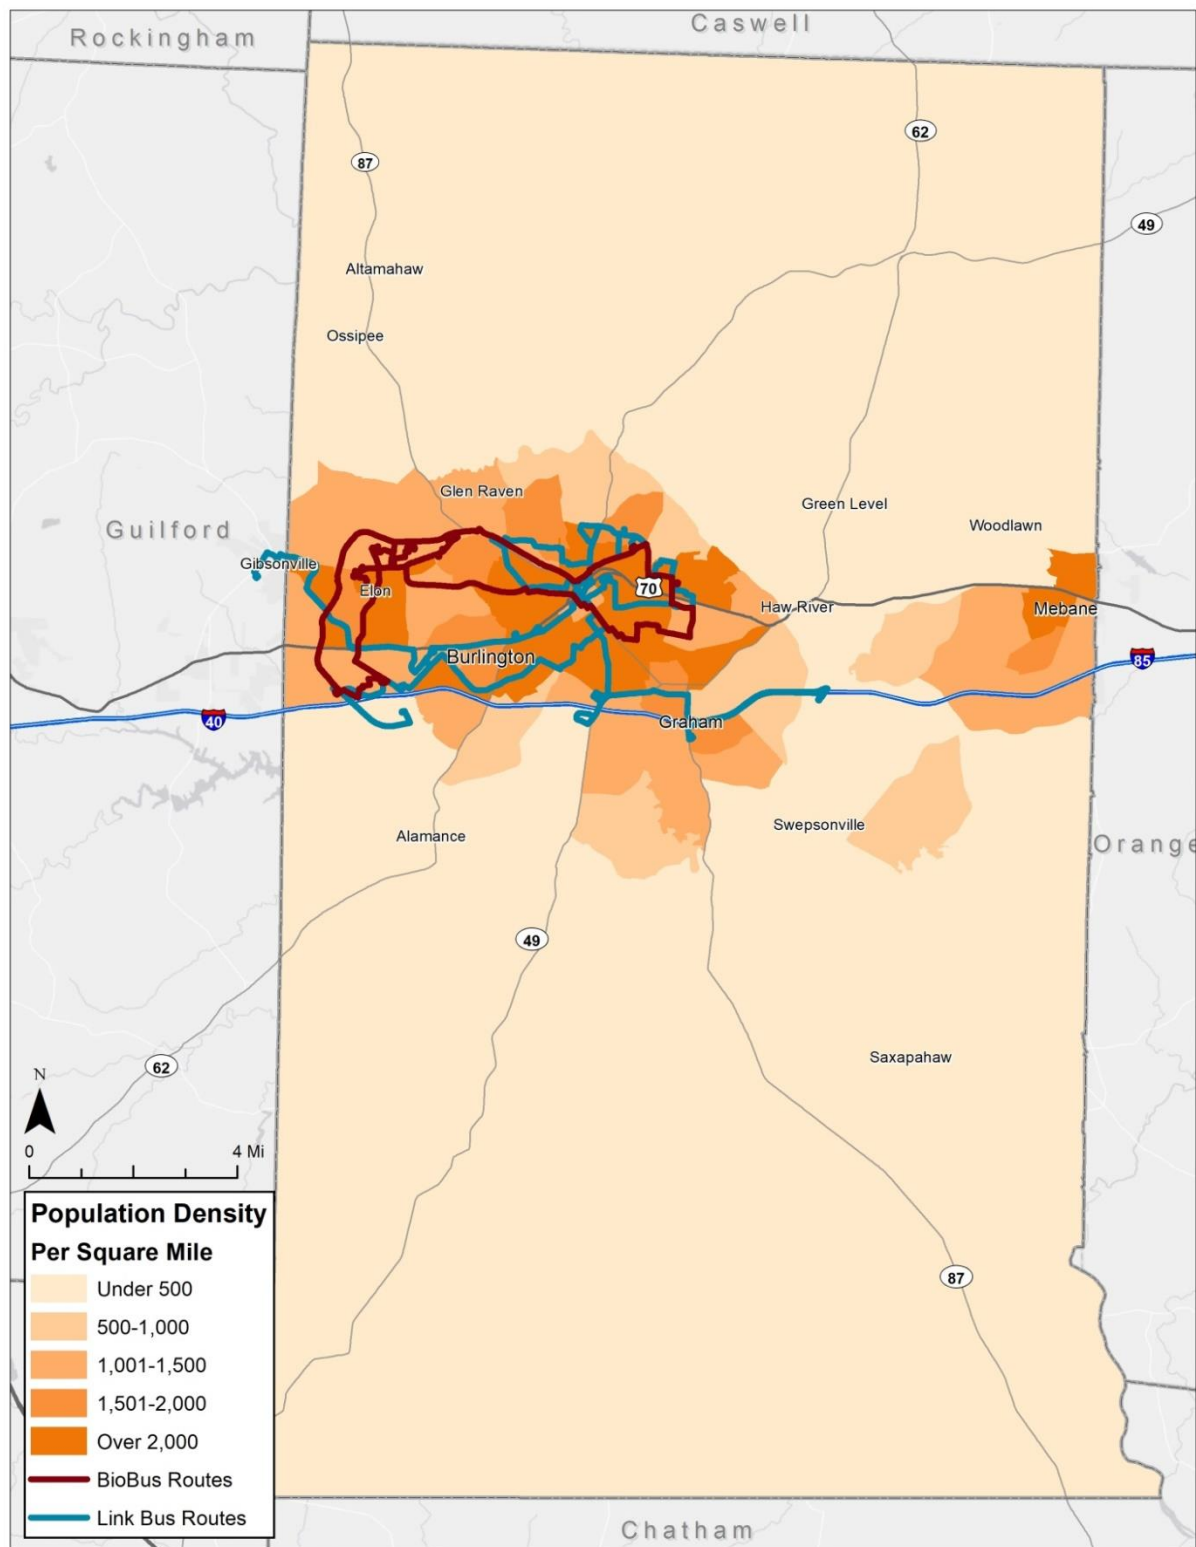 Rockingham
Caswell
62
87
49
Altamahaw
Ossipee
Glen Raven
Green Level
Woodlawn
Guilford
Gibsonville
Elon
70
Haw River
Mebane
Burlington
85
40
Graham
Alamance
Swepsonville
Orange
49
Saxapahaw
62
N
0 4 Mi
Population Density
Per Square Mile
Under 500
500-1,000
1,001-1,500
1,501-2,000
Over 2,000
BioBus Routes
Link Bus Routes
87
Chatham